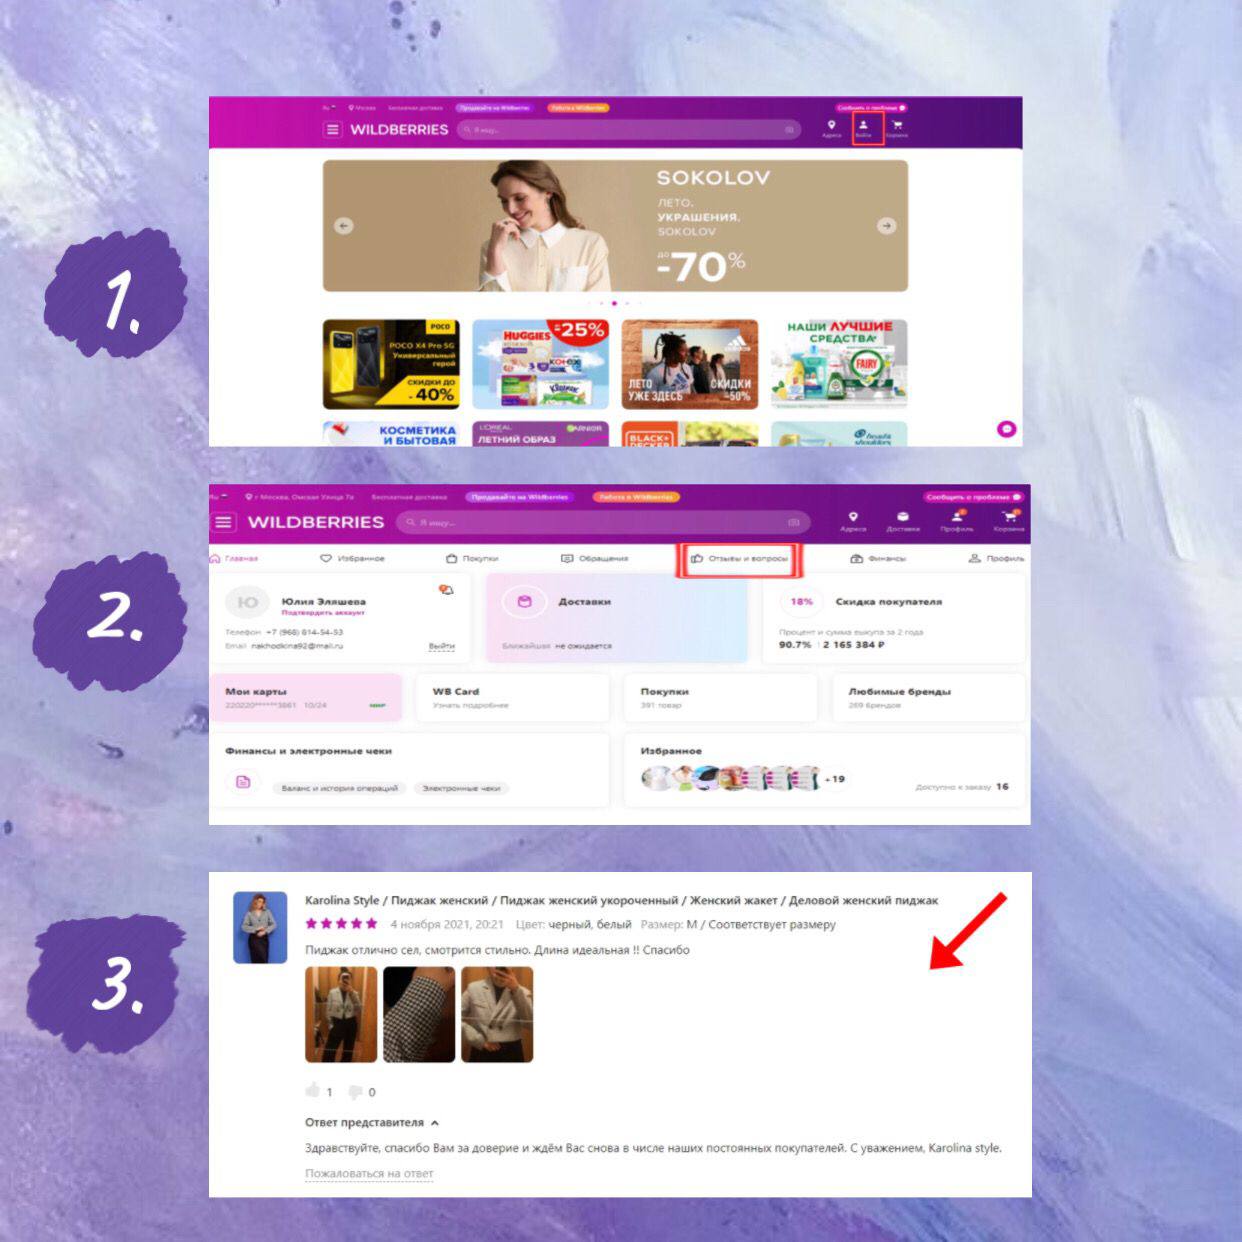 Ru
Москва
Бесплатная доставка
Продавайте на Wildberries
Работа в Wildberries
Сообщить о проблеме
WILDBERRIES
Я ищу...
Адреса
Войти
Корзина
1.
SOKOLOV
ЛЕТО.
УКРАШЕНИЯ.
SOKOLOV
ДО
-70%
POCO
POCO X4 Pro 5G
Универсальный
герой
СКИДКИ ДО
- 40%
HUGGIES
-25%
kotex
ЛЕТО
УЖЕ ЗДЕСЬ
СКИДКИ
-50%
НАШИ ЛУЧШИЕ
СРЕДСТВА*
FAIRY
КОСМЕТИКА
И БЫТОВАЯ
L'OREAL
GARNIER
ЛЕТНИЙ ОБРАЗ
BLACK+
DECKER
head&
shoulders
2.
Ru
г Москва, Омская Улица 7а
Бесплатная доставка
Продавайте на Wildberries
Работа в Wildberries
Сообщить о проблеме
WILDBERRIES
Я ищу...
Адреса
Доставки
Профиль
Корзина
Главная
Избранное
Покупки
Обращения
Отзывы и вопросы
Финансы
Профиль
Ю
Юлия Эляшева
Подтвердить аккаунт
Телефон +7 (968) 814-54-53
Email nakhodkina92@mail.ru
Выйти
Доставки
Ближайшая не ожидается
18%
Скидка покупателя
Процент и сумма выкупа за 2 года
90.7% | 2 165 384 ₽
Мои карты
220220******3861 10/24
МИР
WB Card
Узнать подробнее
Покупки
391 товар
Любимые бренды
269 брендов
Финансы и электронные чеки
Баланс и история операций
Электронные чеки
Избранное
+19
Доступно к заказу 16
3.
Karolina Style / Пиджак женский / Пиджак женский укороченный / Женский жакет / Деловой женский пиджак
4 ноября 2021, 20:21 Цвет: черный, белый Размер: M / Соответствует размеру
Пиджак отлично сел, смотрится стильно. Длина идеальная !! Спасибо
1
0
Ответ представителя
Здравствуйте, спасибо Вам за доверие и ждём Вас снова в числе наших постоянных покупателей. С уважением, Karolina style.
Пожаловаться на ответ